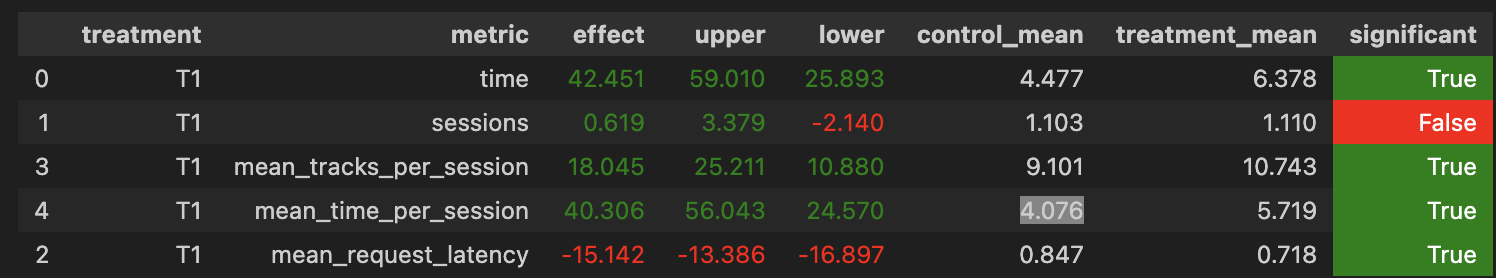 treatment metric effect upper lower control_mean treatment_mean significant
0 T1 time 42.451 59.010 25.893 4.477 6.378 True
1 T1 sessions 0.619 3.379 -2.140 1.103 1.110 False
3 T1 mean_tracks_per_session 18.045 25.211 10.880 9.101 10.743 True
4 T1 mean_time_per_session 40.306 56.043 24.570 4.076 5.719 True
2 T1 mean_request_latency -15.142 -13.386 -16.897 0.847 0.718 True